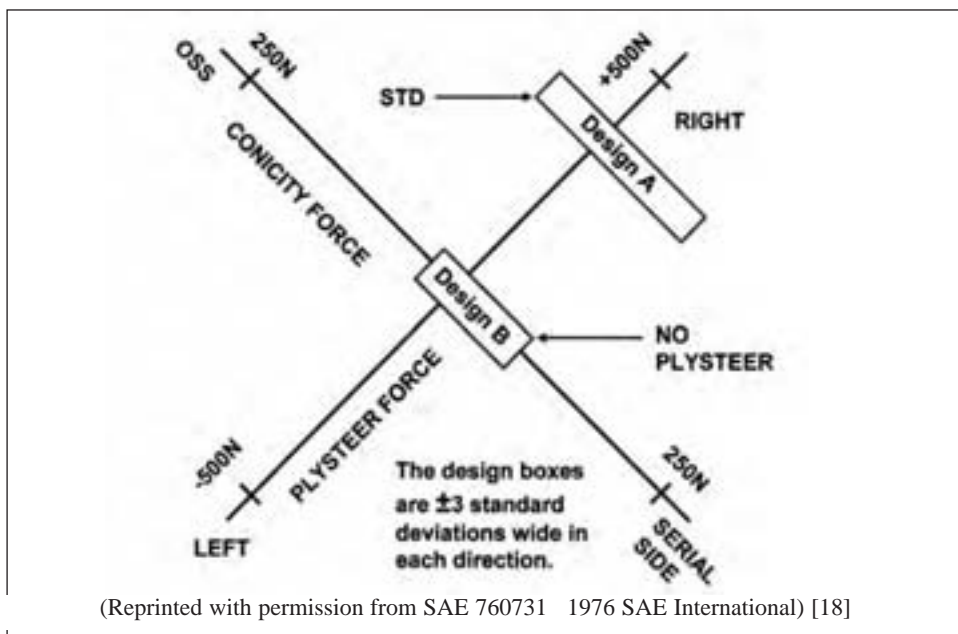 OSS
250N
+500N
STD
RIGHT
Design A
CONICITY FORCE
Design B
NO
PLYSTEER
PLYSTEER FORCE
-500N
LEFT
The design boxes
are ±3 standard
deviations wide in
each direction.
250N
SERIAL
SIDE
(Reprinted with permission from SAE 760731 1976 SAE International) [18]